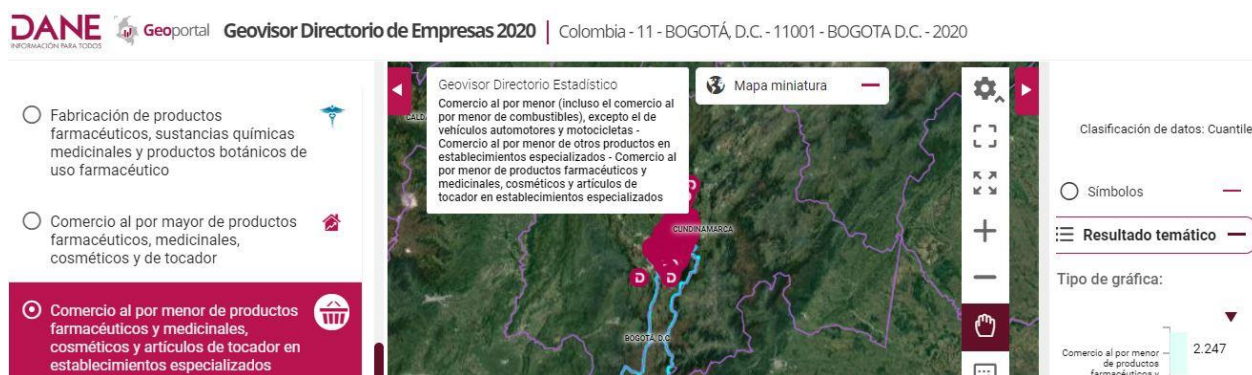 DANE
INFORMACIÓN PARA TODOS
Geoportal
Geovisor Directorio de Empresas 2020
Colombia - 11 - BOGOTÁ, D.C. - 11001 - BOGOTA D.C. - 2020
Fabricación de productos
farmacéuticos, sustancias químicas
medicinales y productos botánicos de
uso farmacéutico
Comercio al por mayor de productos
farmacéuticos, medicinales,
cosméticos y de tocador
Comercio al por menor de productos
farmacéuticos y medicinales,
cosméticos y artículos de tocador en
establecimientos especializados
Geovisor Directorio Estadístico
Comercio al por menor (incluso el comercio al
por menor de combustibles), excepto el de
vehículos automotores y motocicletas -
Comercio al por menor de otros productos en
establecimientos especializados - Comercio al
por menor de productos farmacéuticos y
medicinales, cosméticos y artículos de
tocador en establecimientos especializados
Mapa miniatura
CALD
CUNDINAMARCA
D
D
BOGOTÁ, D.C.
Clasificación de datos: Cuantile
Símbolos
Resultado temático
Tipo de gráfica:
Comercio al por menor
de productos
farmacéuticos y
2.247